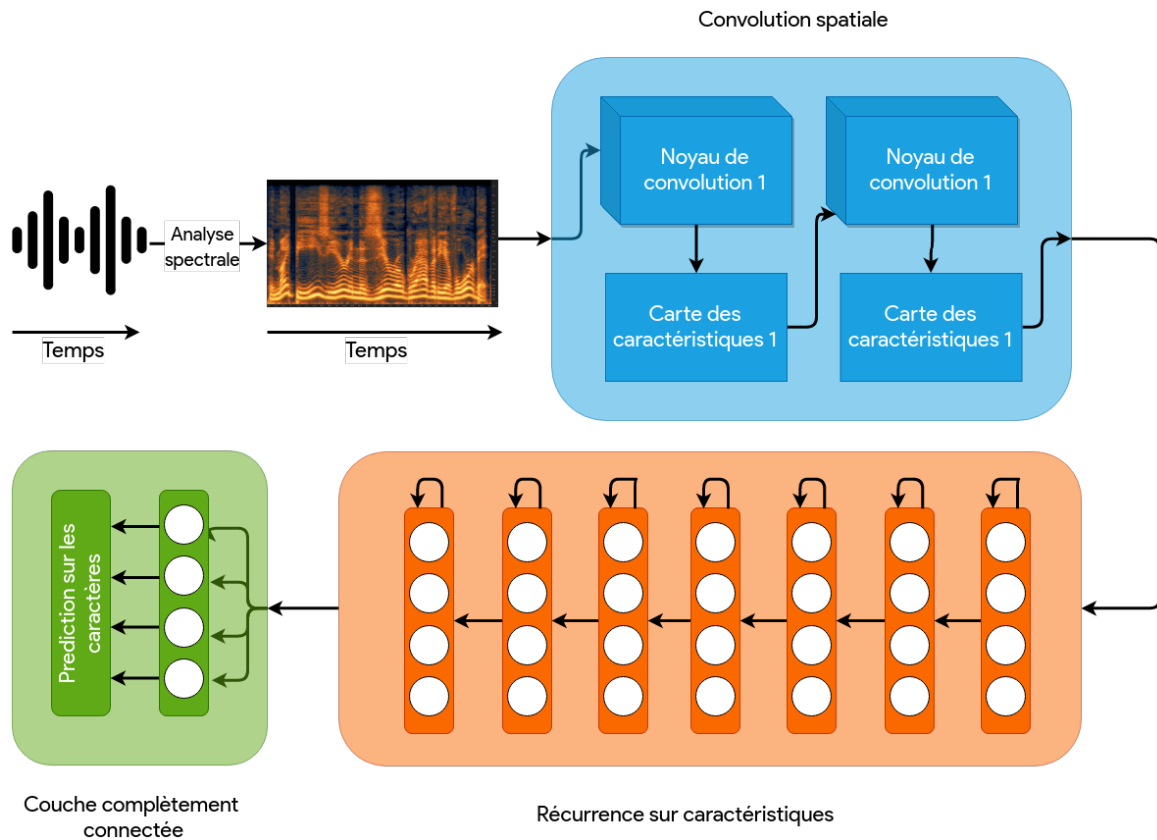 Convolution spatiale
Noyau de
convolution 1
Noyau de
convolution 1
Analyse
spectrale
Carte des
caractéristiques 1
Carte des
caractéristiques 1
Temps
Temps
Prediction sur les
caractères
Couche complètement
connectée
Récurrence sur caractéristiques